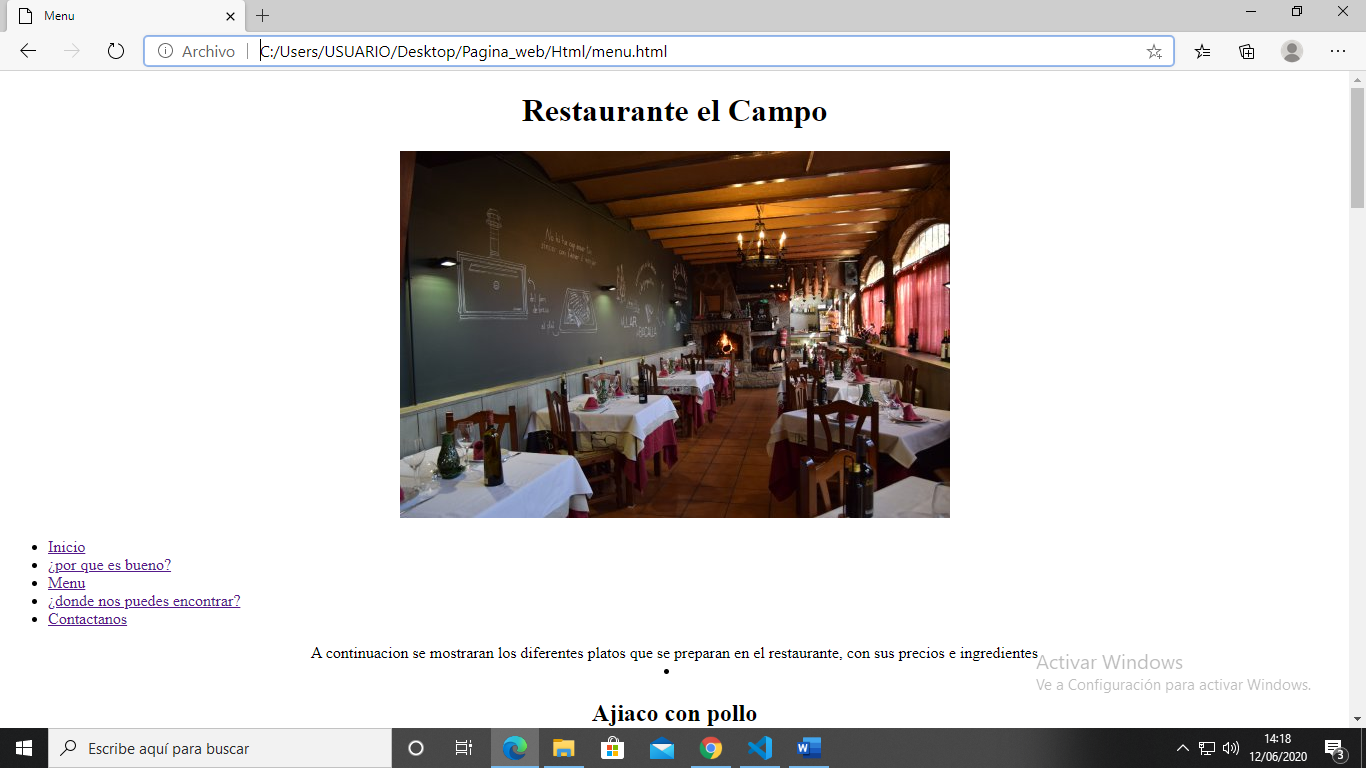 Menu
Archivo
C:/Users/USUARIO/Desktop/Pagina_web/Html/menu.html
Restaurante el Campo
Inicio
¿por que es bueno?
Menu
¿donde nos puedes encontrar?
Contactanos
A continuacion se mostraran los diferentes platos que se preparan en el restaurante, con sus precios e ingredientes
Ajiaco con pollo
Activar Windows
Ve a Configuración para activar Windows.
Escribe aquí para buscar
14:18
12/06/2020
3